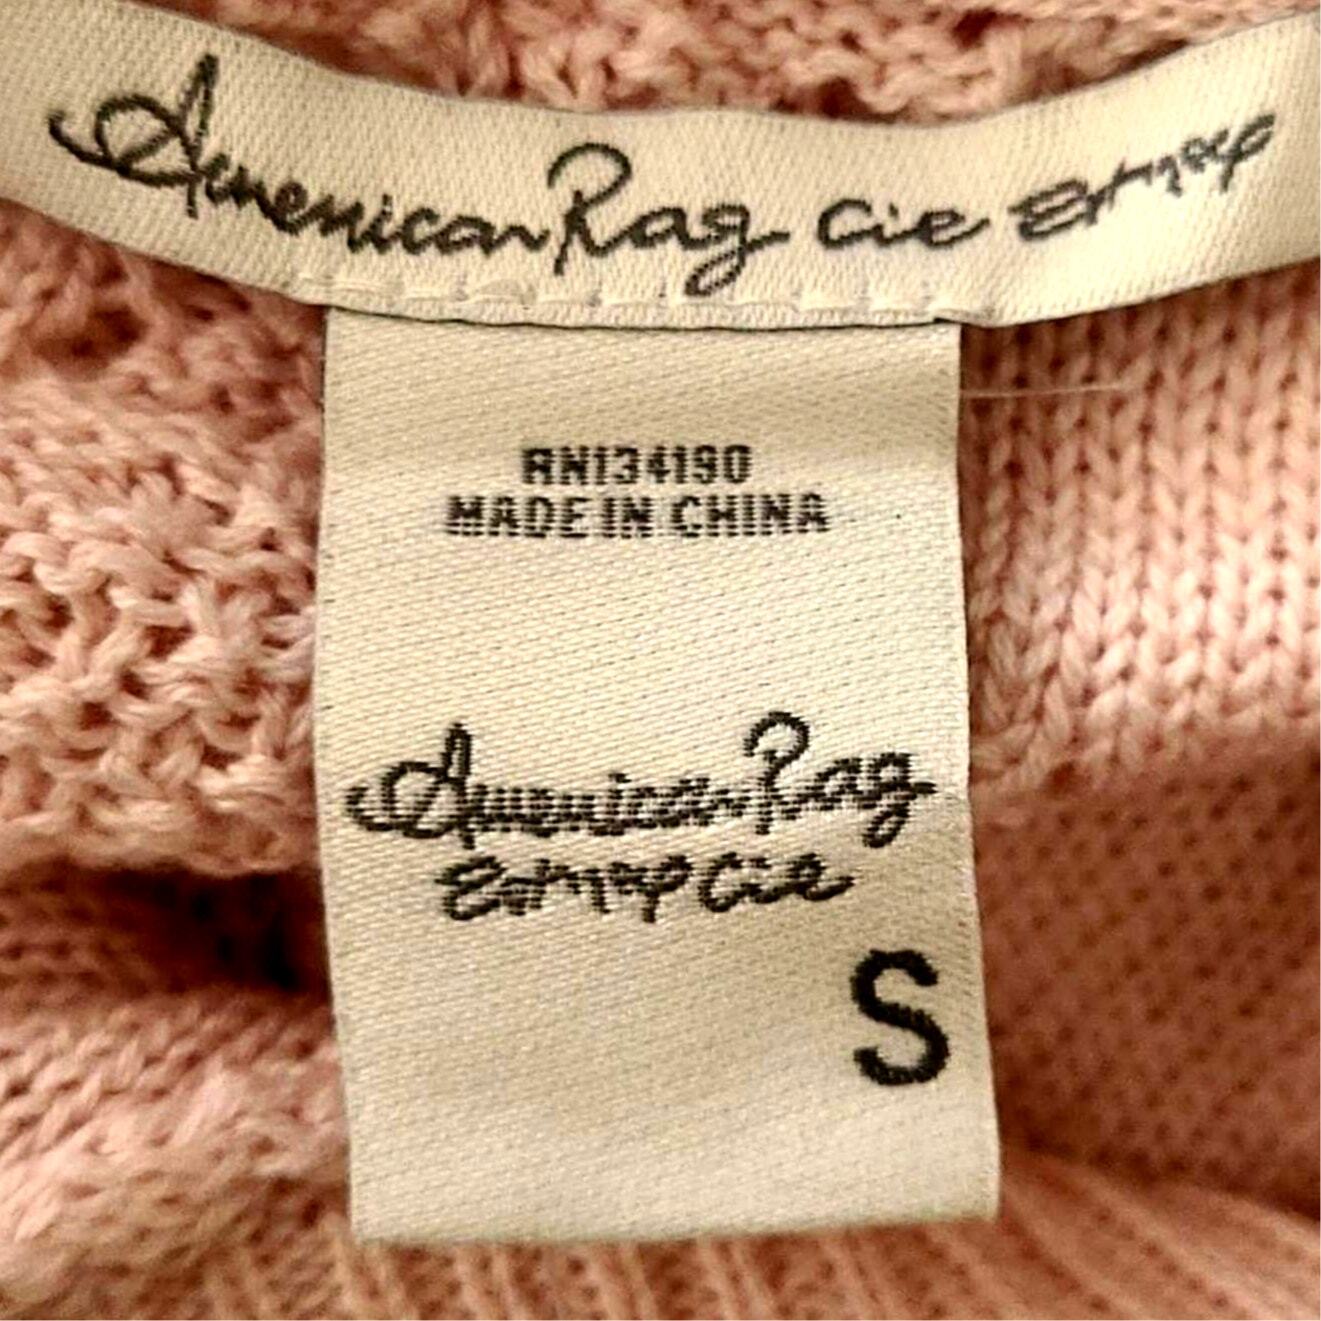 American Rag Cie Est 1984
RN134190
MADE IN CHINA
American Rag
Est 1984 Cie
S